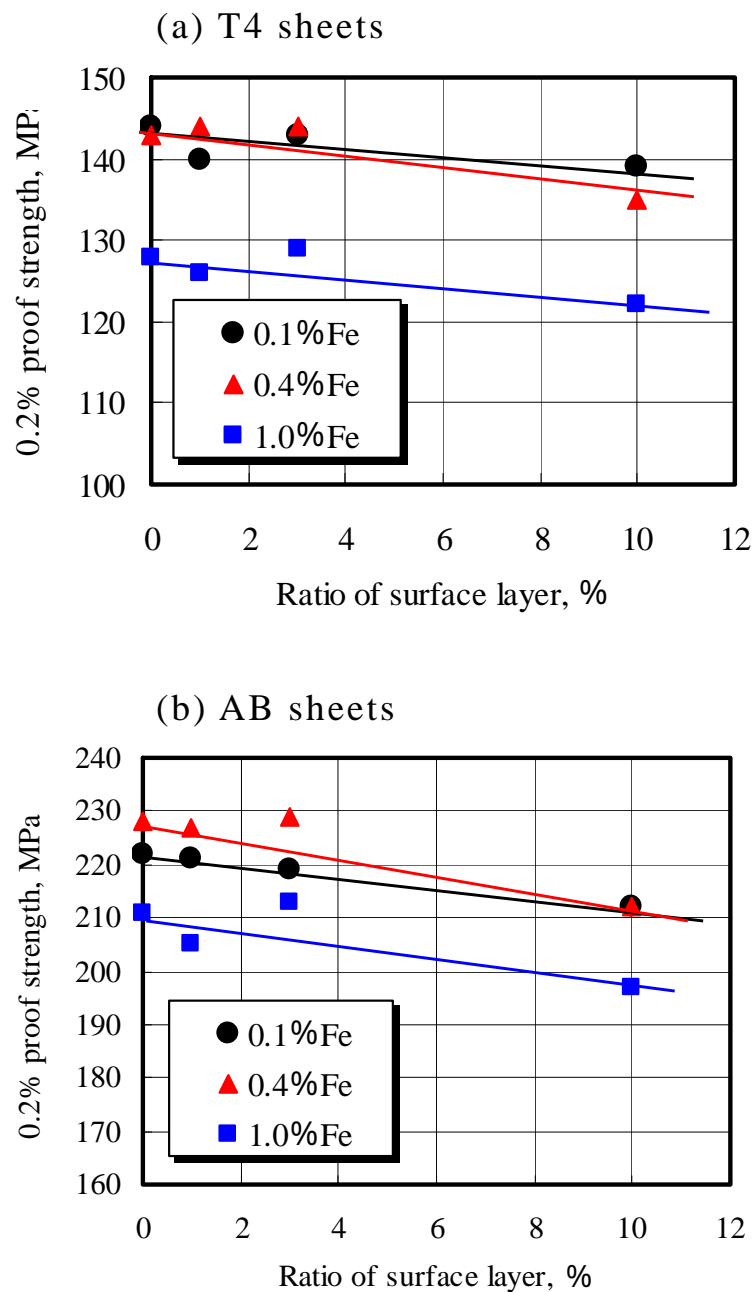 (a) T4 sheets
0.2% proof strength, MPa
150
140
130
120
110
100
0.1%Fe
0.4%Fe
1.0%Fe
0 2 4 6 8 10 12
Ratio of surface layer, %
(b) AB sheets
0.2% proof strength, MPa
240
230
220
210
200
190
180
170
160
0.1%Fe
0.4%Fe
1.0%Fe
0 2 4 6 8 10 12
Ratio of surface layer, %